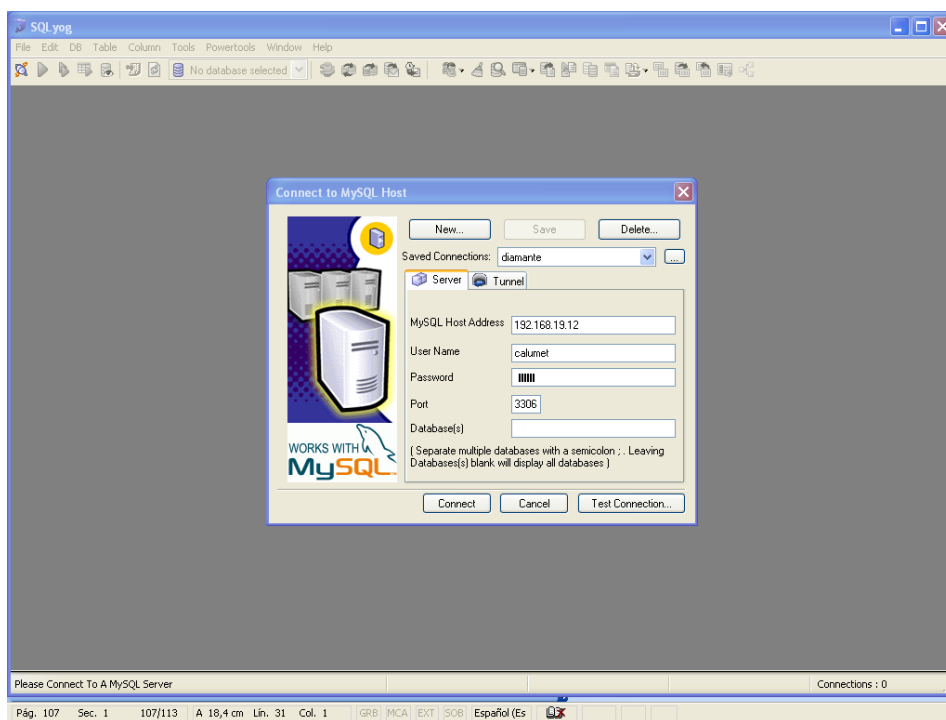 SQLyog
File Edit DB Table Column Tools Powertools Window Help
No database selected
Connect to MySQL Host
New... Save Delete...
Saved Connections: diamante ...
Server Tunnel
MySQL Host Address 192.168.19.12
User Name calumet
Password
Port 3306
Database(s)
( Separate multiple databases with a semicolon ; . Leaving
Databases(s) blank will display all databases )
WORKS WITH
MySQL
Connect Cancel Test Connection...
Please Connect To A MySQL Server Connections : 0
Pág. 107 Sec. 1 107/113 A 18,4 cm Lín. 31 Col. 1 GRB MCA EXT SOB Español (Es